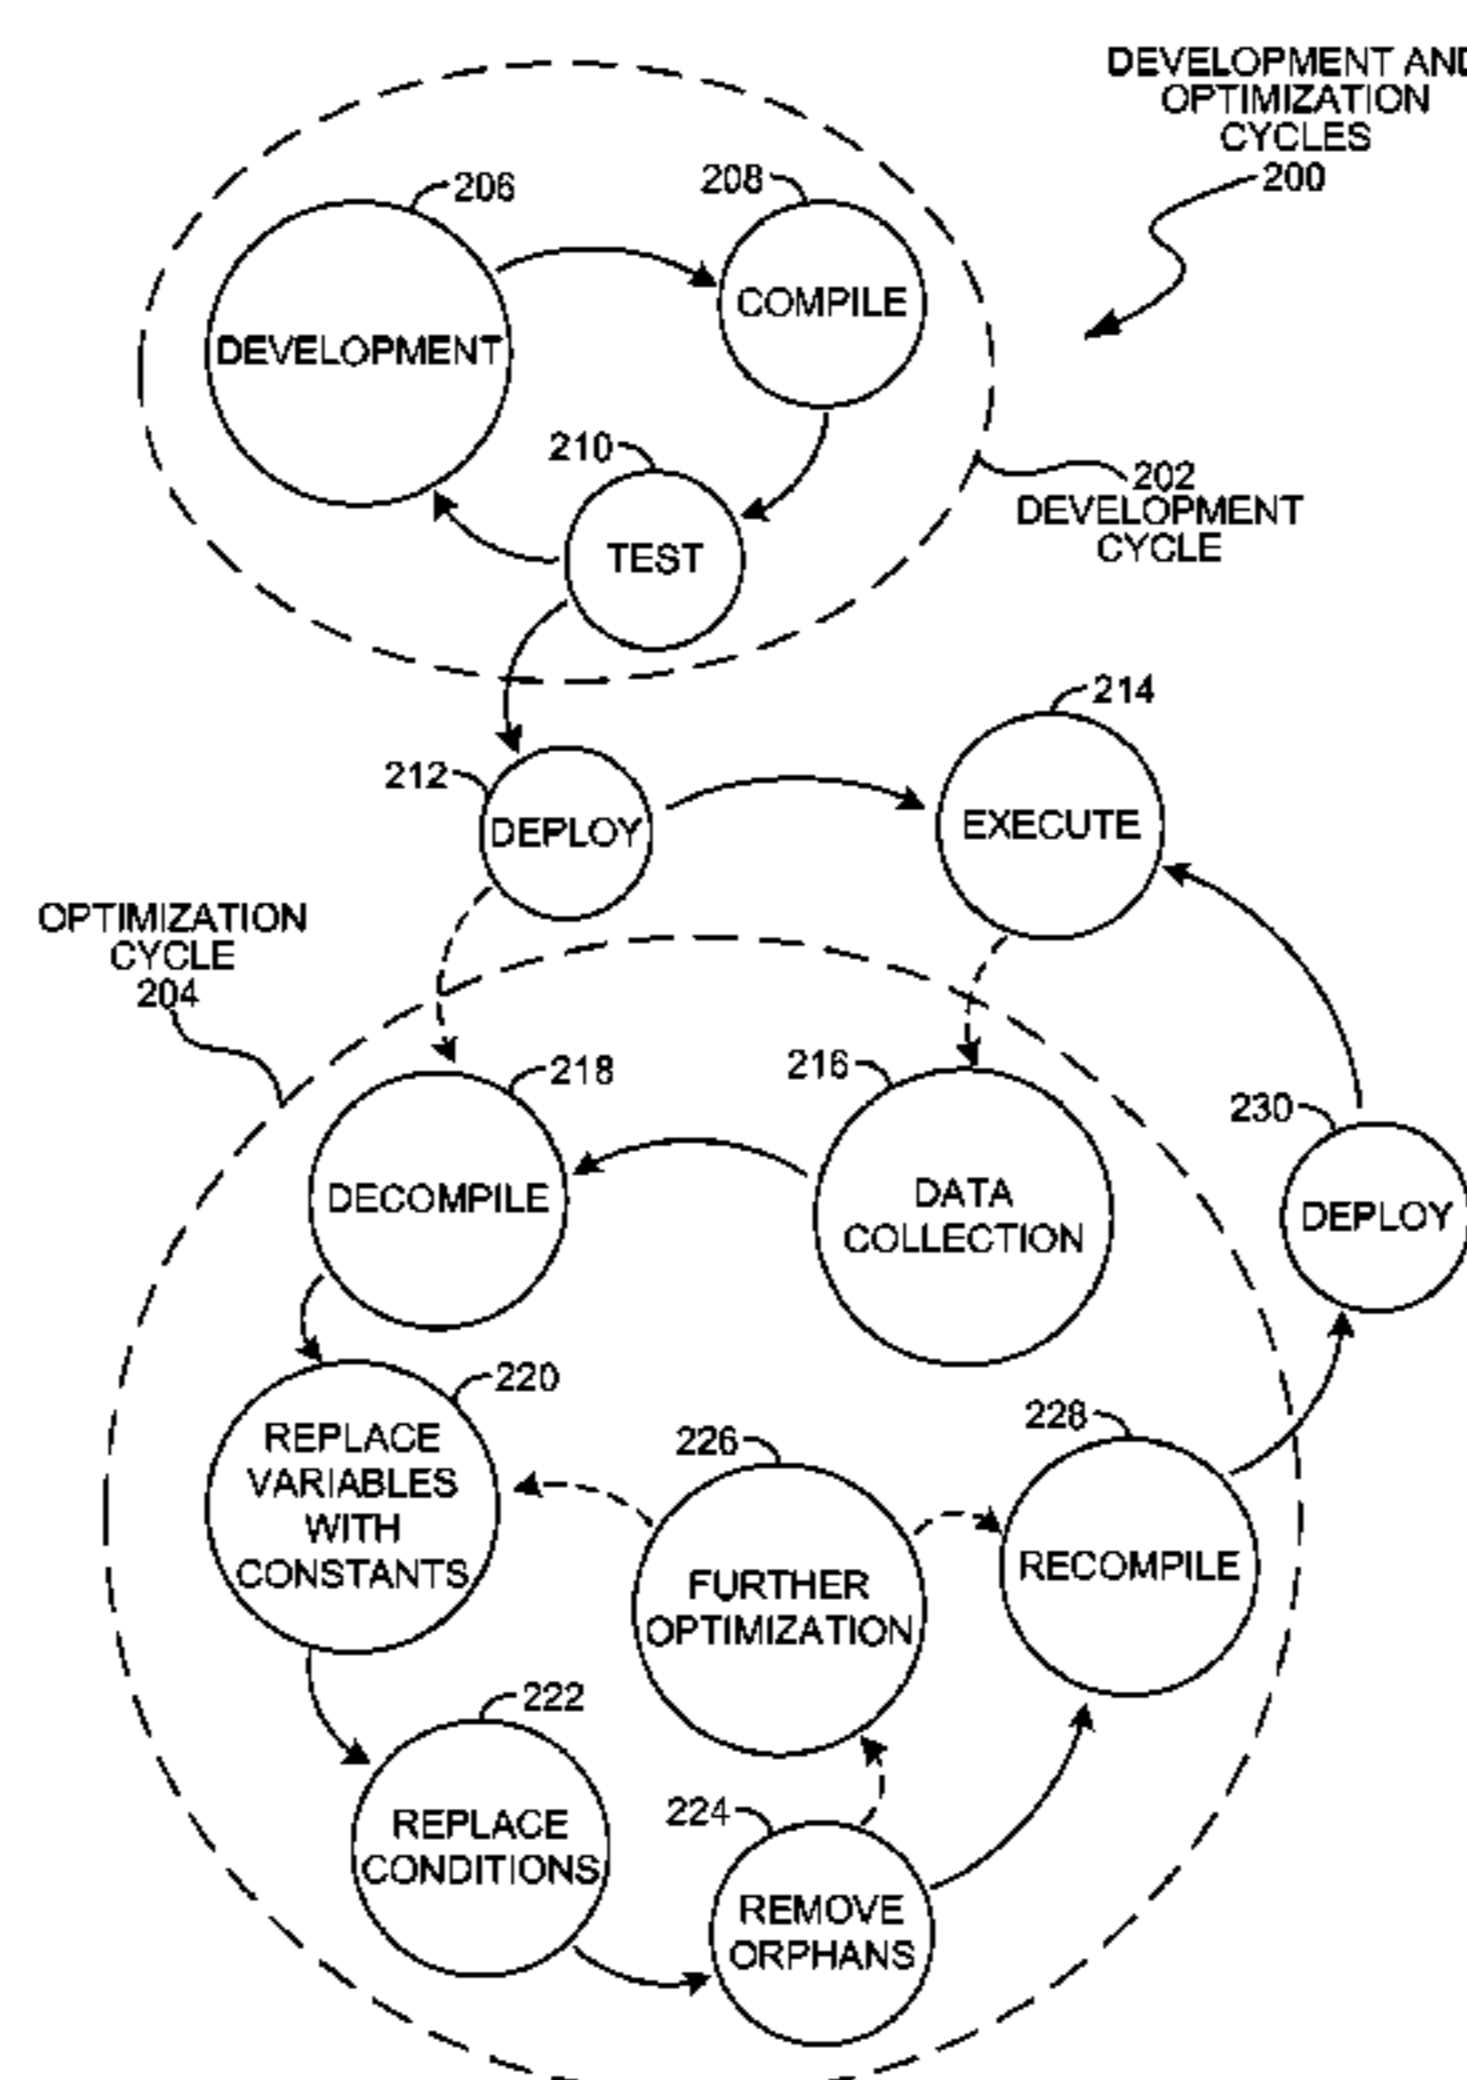 DEVELOPMENT AND
OPTIMIZATION
CYCLES
200
206
208
DEVELOPMENT
COMPILE
210
TEST
202
DEVELOPMENT
CYCLE
214
212
DEPLOY
EXECUTE
OPTIMIZATION
CYCLE
204
218
216
230
DECOMPILE
DATA
COLLECTION
DEPLOY
220
REPLACE
VARIABLES
WITH
CONSTANTS
226
228
FURTHER
OPTIMIZATION
RECOMPILE
222
REPLACE
CONDITIONS
224
REMOVE
ORPHANS